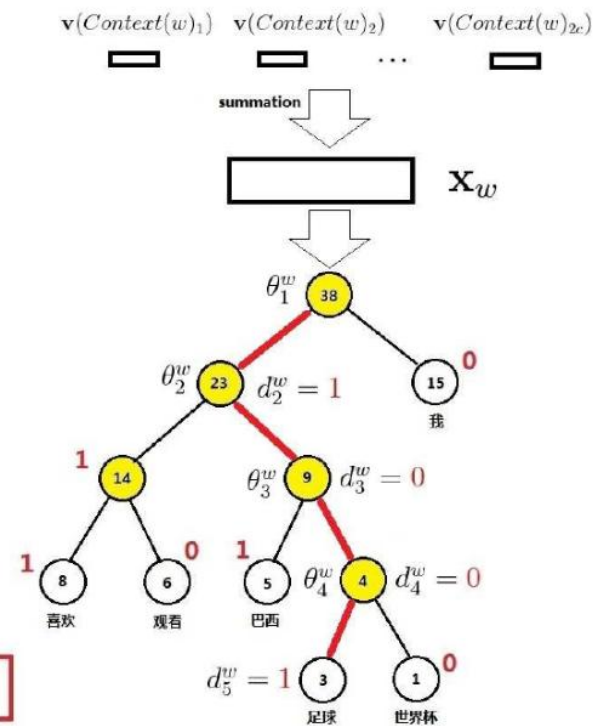 v(Context(w)₁) v(Context(w)₂) v(Context(w)₂c)
...
summation
x_w
θ₁^w 38
0
θ₂^w 23 d₂^w = 1 15
我
1 14 θ₃^w 9 d₃^w = 0
1 8 0 6 1 5 θ₄^w 4 d₄^w = 0
喜欢 观看 巴西
d₅^w = 1 3 1 0
足球 世界杯